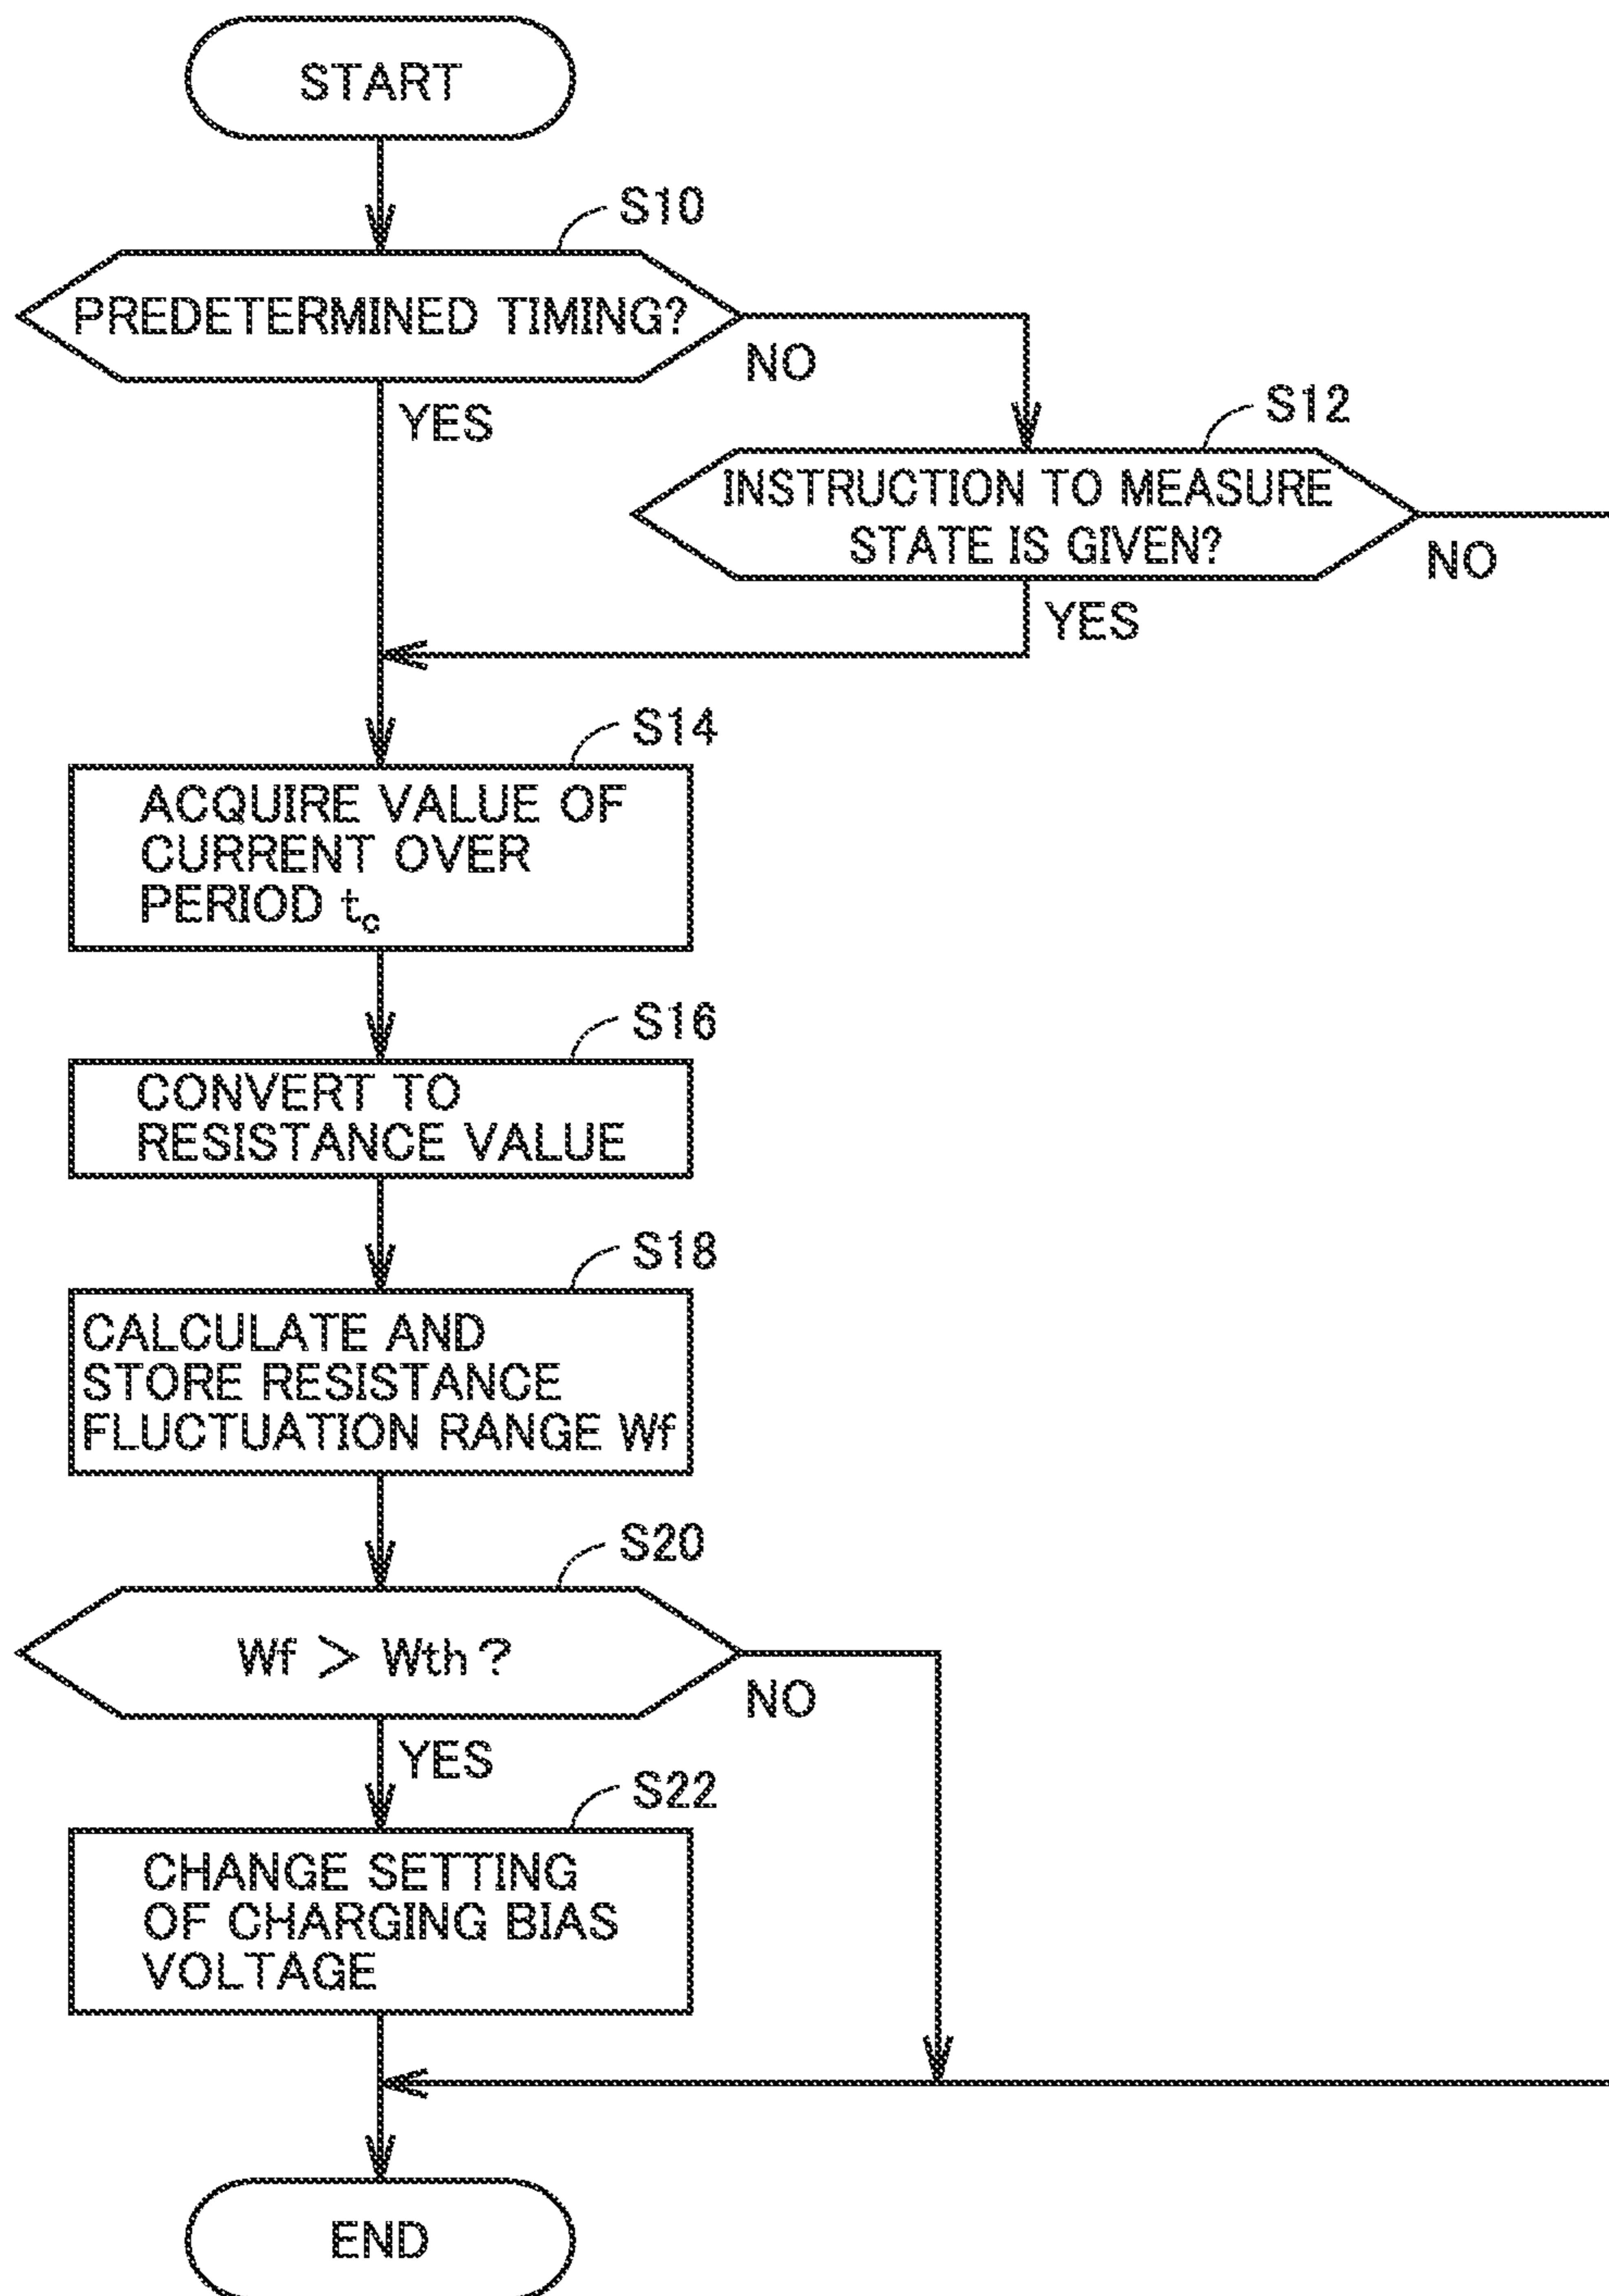 START
S10
PREDETERMINED TIMING?
NO
YES
S12
INSTRUCTION TO MEASURE
STATE IS GIVEN?
NO
YES
S14
ACQUIRE VALUE OF
CURRENT OVER
PERIOD tc
S16
CONVERT TO
RESISTANCE VALUE
S18
CALCULATE AND
STORE RESISTANCE
FLUCTUATION RANGE Wf
S20
Wf > Wth?
NO
YES
S22
CHANGE SETTING
OF CHARGING BIAS
VOLTAGE
END